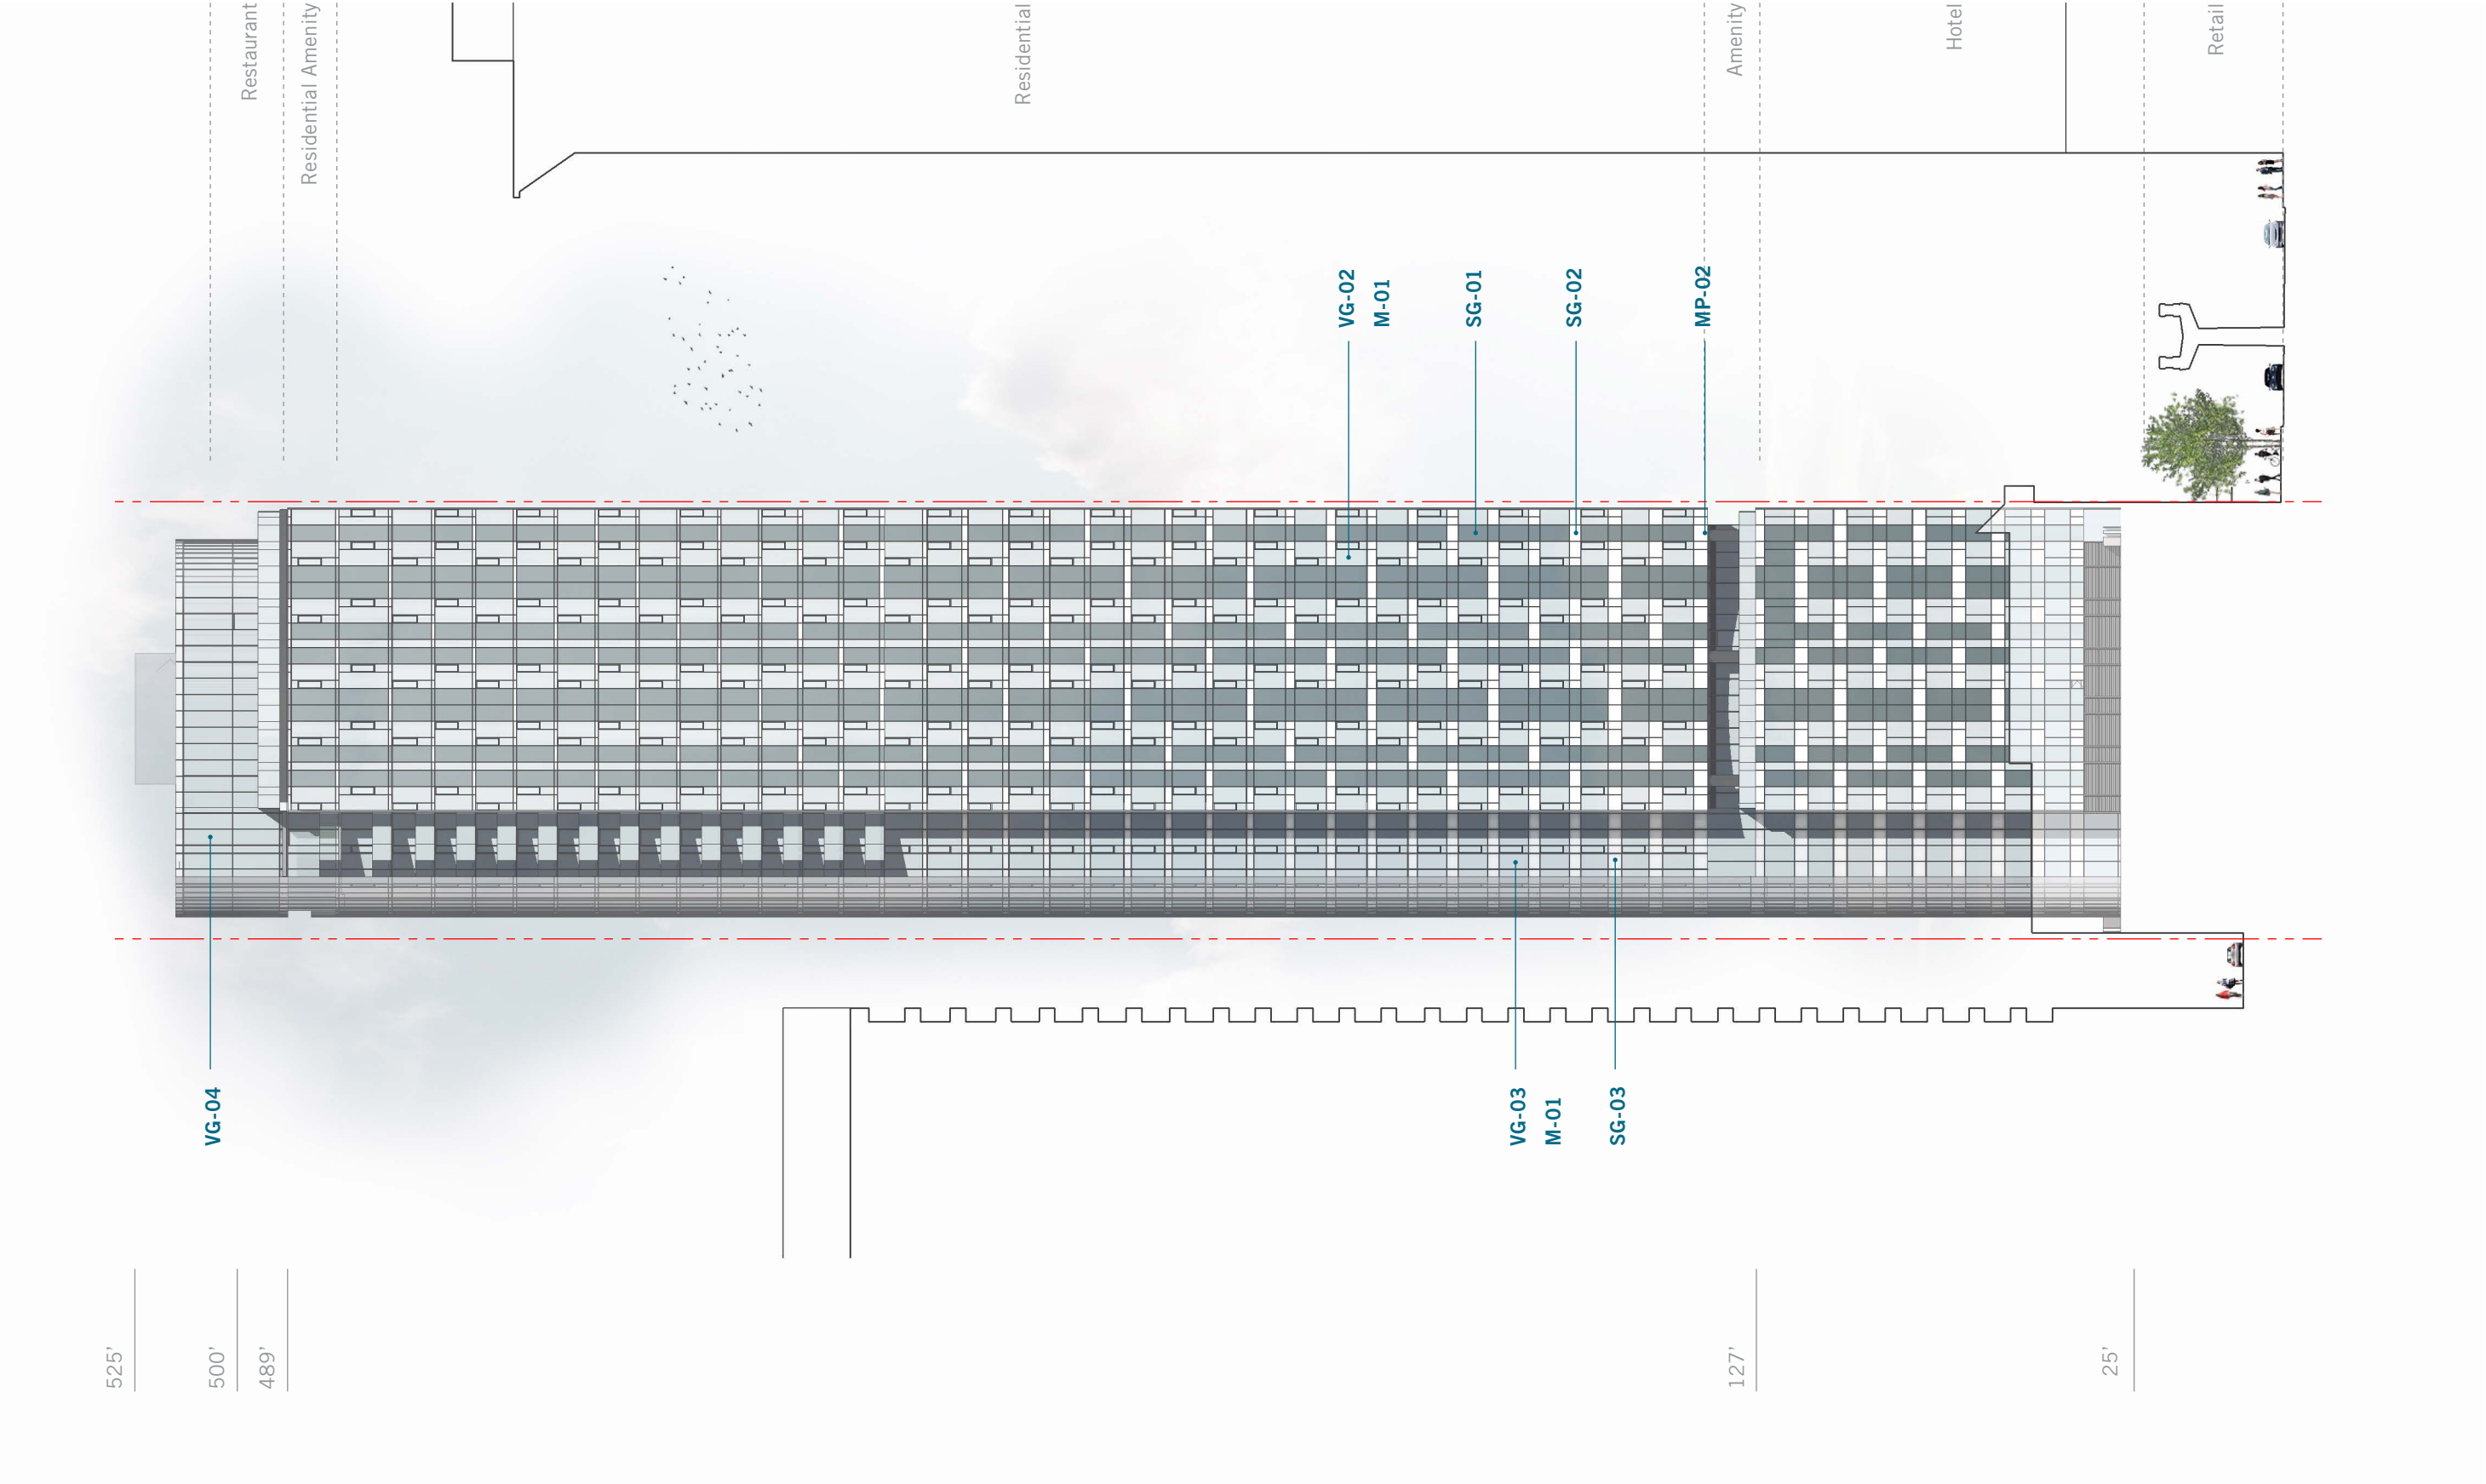 Restaurant
Residential Amenity
Residential
Amenity
Hotel
Retail
VG-02
M-01
SG-01
SG-02
MP-02
VG-04
VG-03
M-01
SG-03
525'
500'
489'
127'
25'